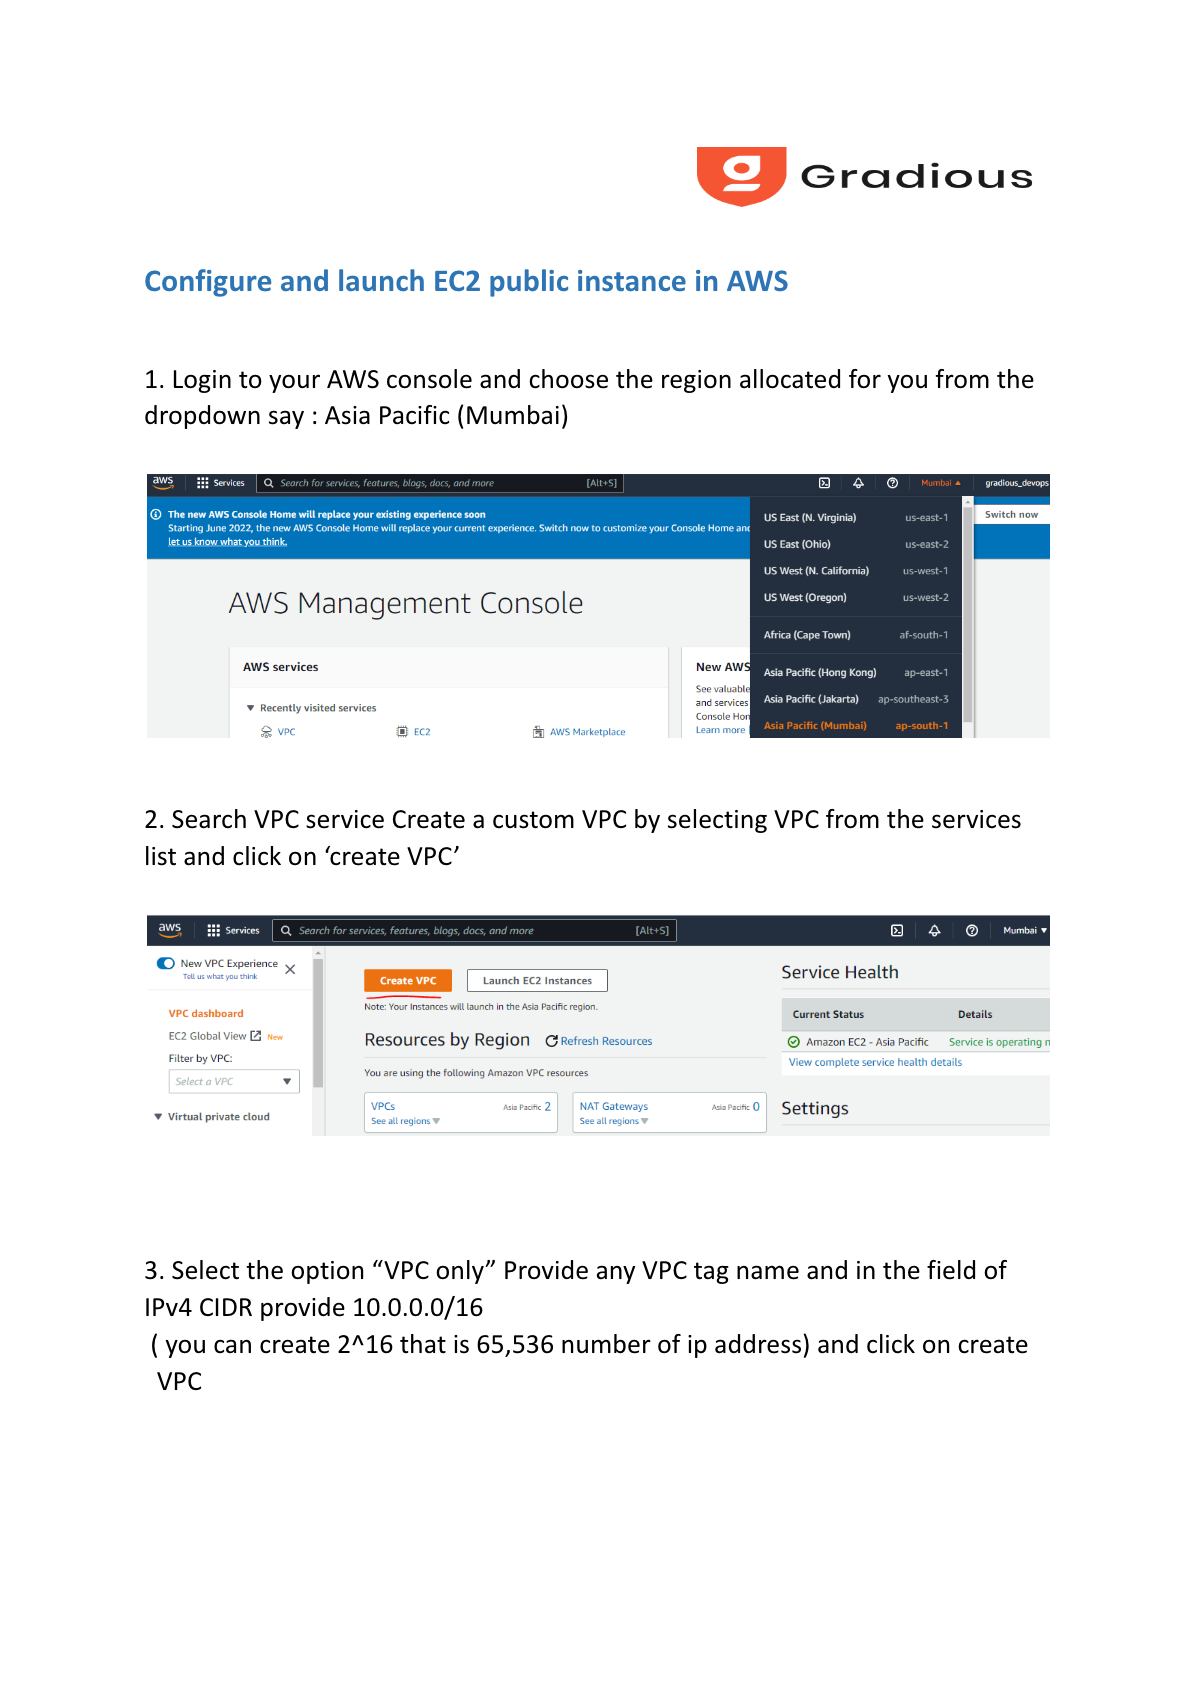 Gradious
Configure and launch EC2 public instance in AWS
1. Login to your AWS console and choose the region allocated for you from the
dropdown say : Asia Pacific (Mumbai)
aws Services Search for services, features, blogs, docs, and more [Alt+S] Mumbai gradious_devops
The new AWS Console Home will replace your existing experience soon
Starting June 2022, the new AWS Console Home will replace your current experience. Switch now to customize your Console Home and
let us know what you think.
Switch now
US East (N. Virginia) us-east-1
US East (Ohio) us-east-2
US West (N. California) us-west-1
US West (Oregon) us-west-2
Africa (Cape Town) af-south-1
Asia Pacific (Hong Kong) ap-east-1
Asia Pacific (Jakarta) ap-southeast-3
Asia Pacific (Mumbai) ap-south-1
AWS Management Console
AWS services
Recently visited services
VPC EC2 AWS Marketplace
New AWS
See valuable
and services
Console Hon
Learn more
2. Search VPC service Create a custom VPC by selecting VPC from the services
list and click on ‘create VPC’
aws Services Search for services, features, blogs, docs, and more [Alt+S] Mumbai
New VPC Experience
Tell us what you think
VPC dashboard
EC2 Global View New
Filter by VPC:
Select a VPC
Virtual private cloud
Create VPC Launch EC2 Instances
Note: Your Instances will launch in the Asia Pacific region.
Resources by Region Refresh Resources
You are using the following Amazon VPC resources
VPCs Asia Pacific 2
See all regions
NAT Gateways Asia Pacific 0
See all regions
Service Health
Current Status Details
Amazon EC2 - Asia Pacific Service is operating n
View complete service health details
Settings
3. Select the option “VPC only” Provide any VPC tag name and in the field of
IPv4 CIDR provide 10.0.0.0/16
( you can create 2^16 that is 65,536 number of ip address) and click on create
VPC